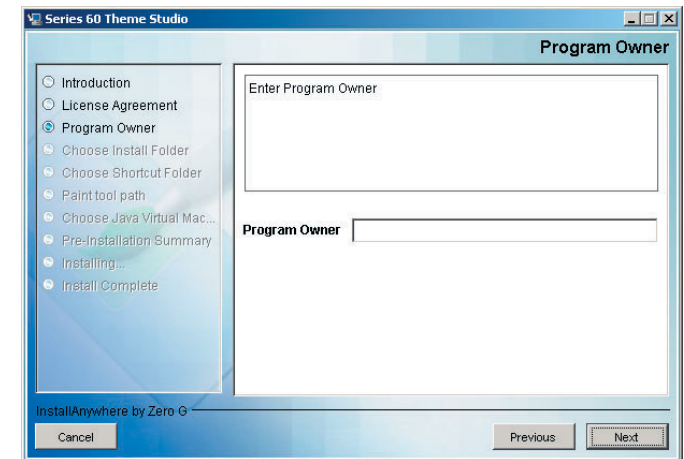 Series 60 Theme Studio
Program Owner
Introduction
License Agreement
Program Owner
Choose Install Folder
Choose Shortcut Folder
Paint tool path
Choose Java Virtual Mac...
Pre-Installation Summary
Installing...
Install Complete
Enter Program Owner
Program Owner
InstallAnywhere by Zero G
Cancel
Previous
Next